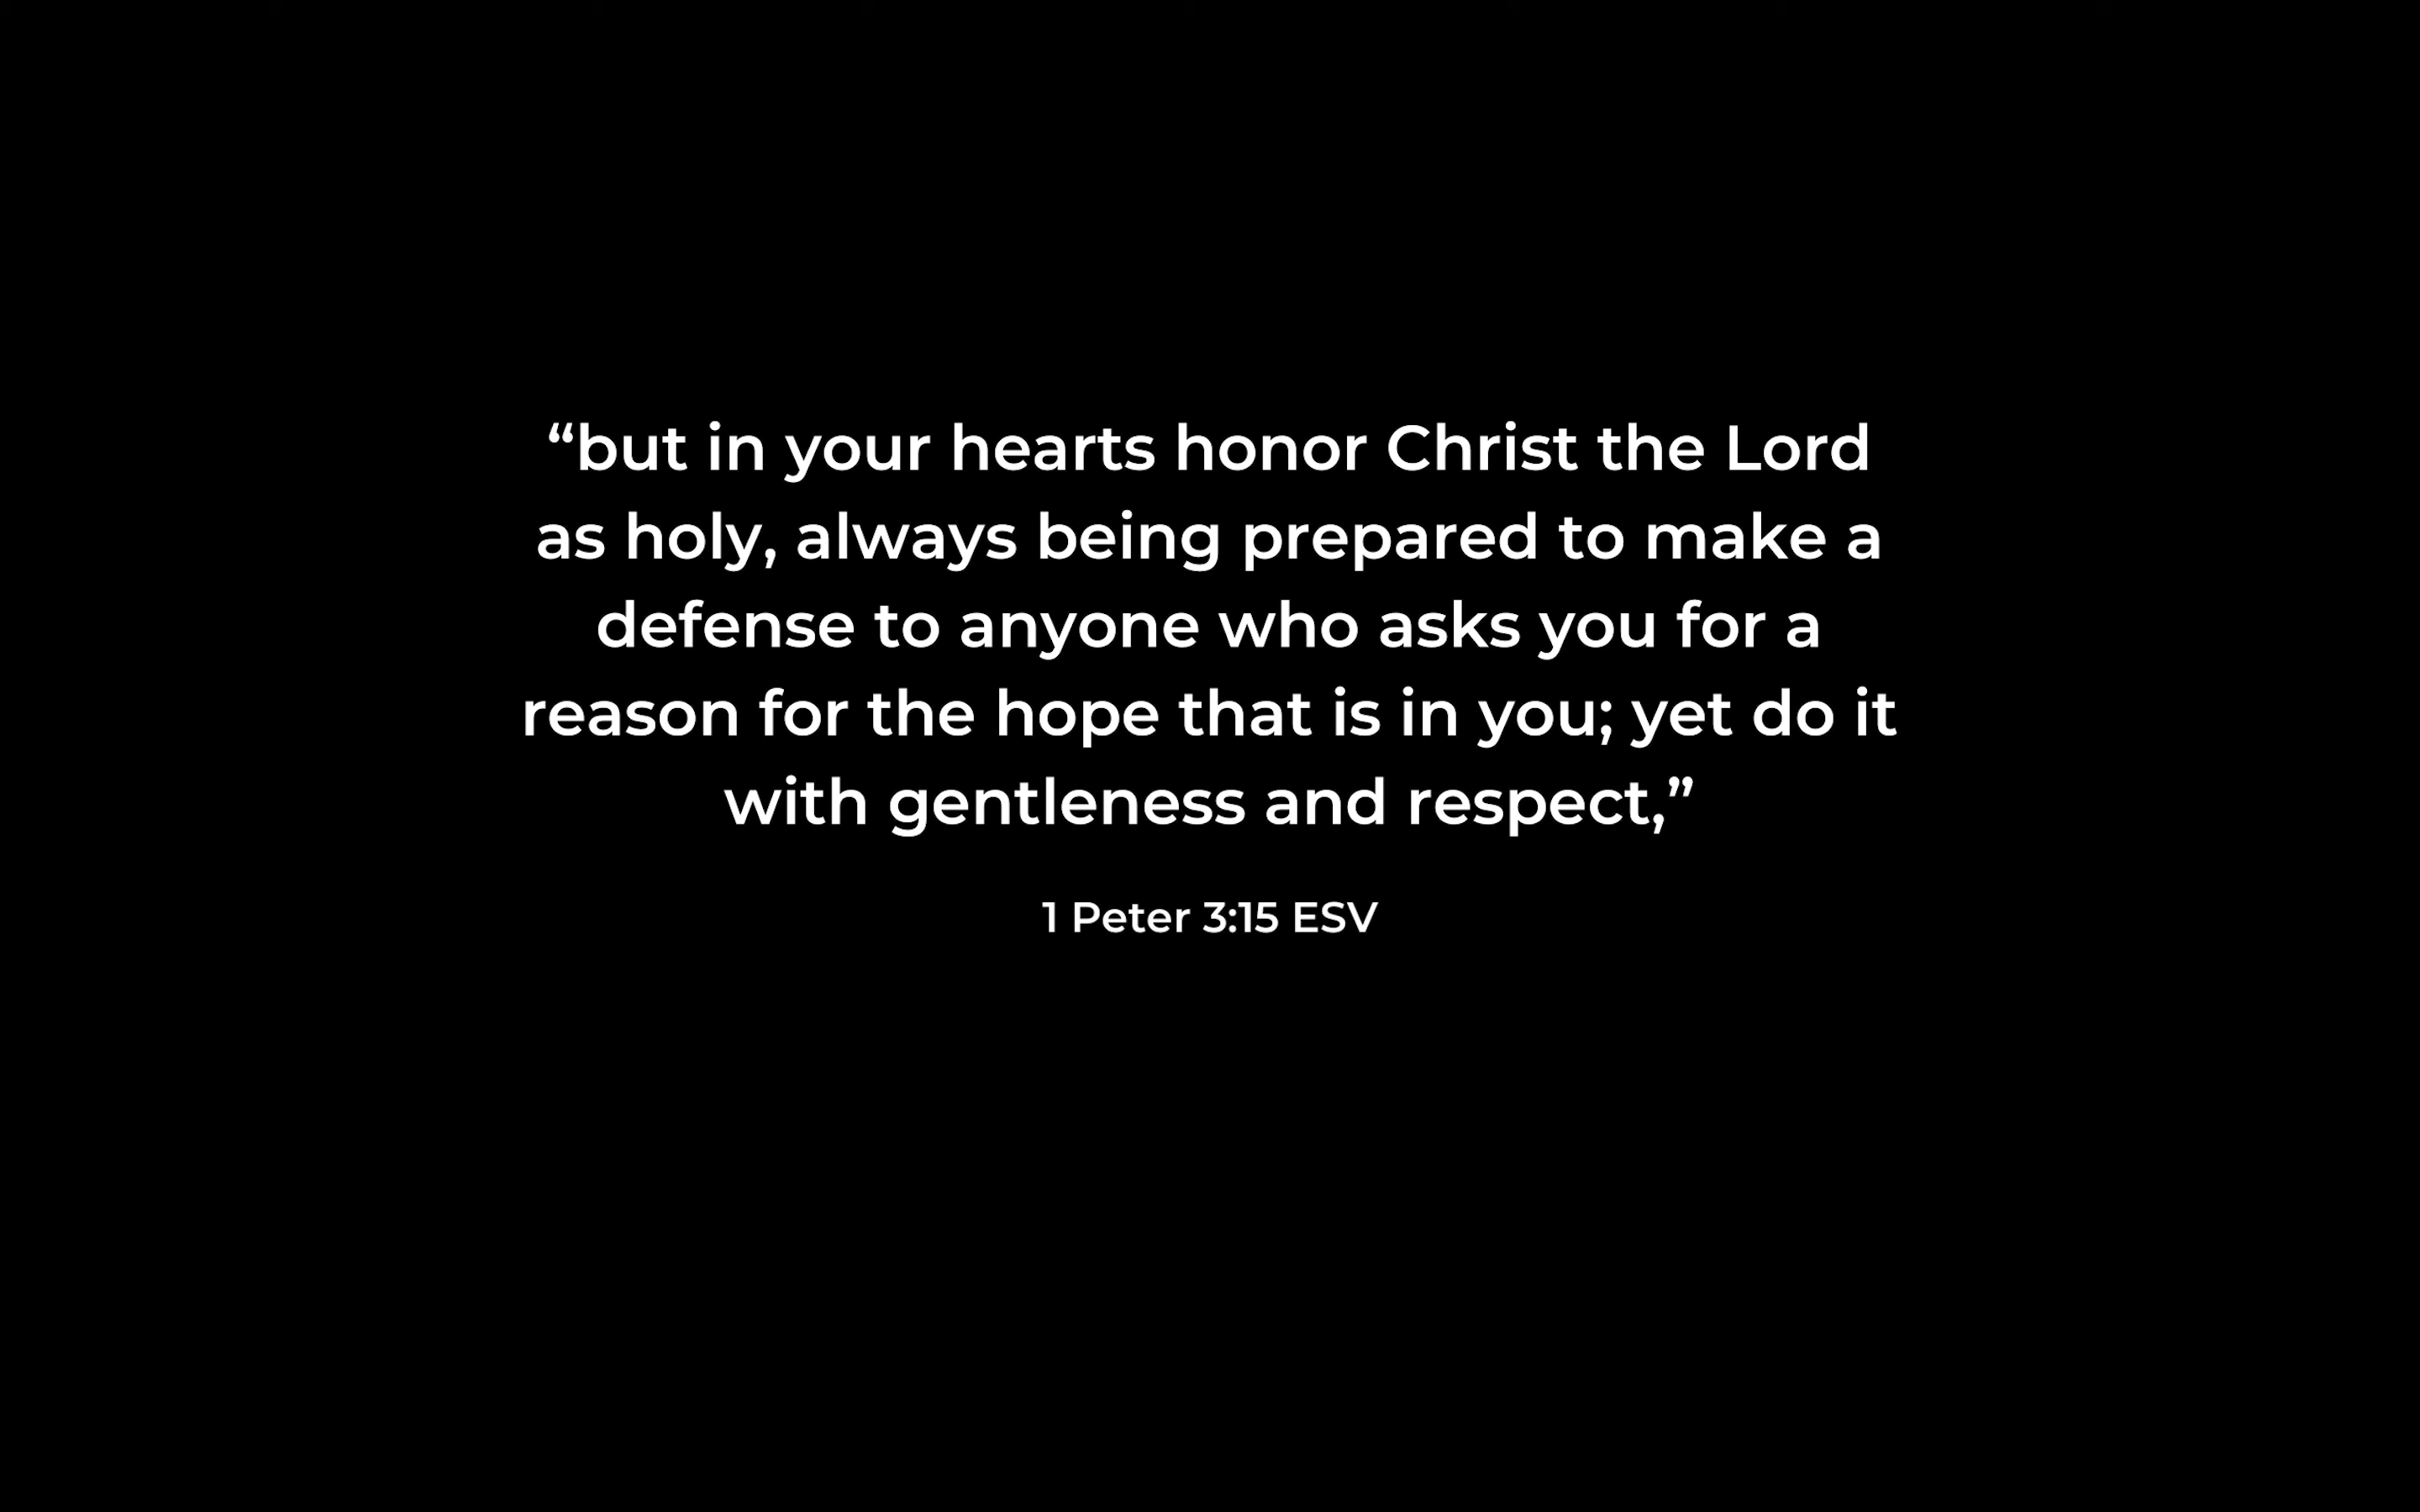 “but in your hearts honor Christ the Lord
as holy, always being prepared to make a
defense to anyone who asks you for a
reason for the hope that is in you; yet do it
with gentleness and respect,”
1 Peter 3:15 ESV